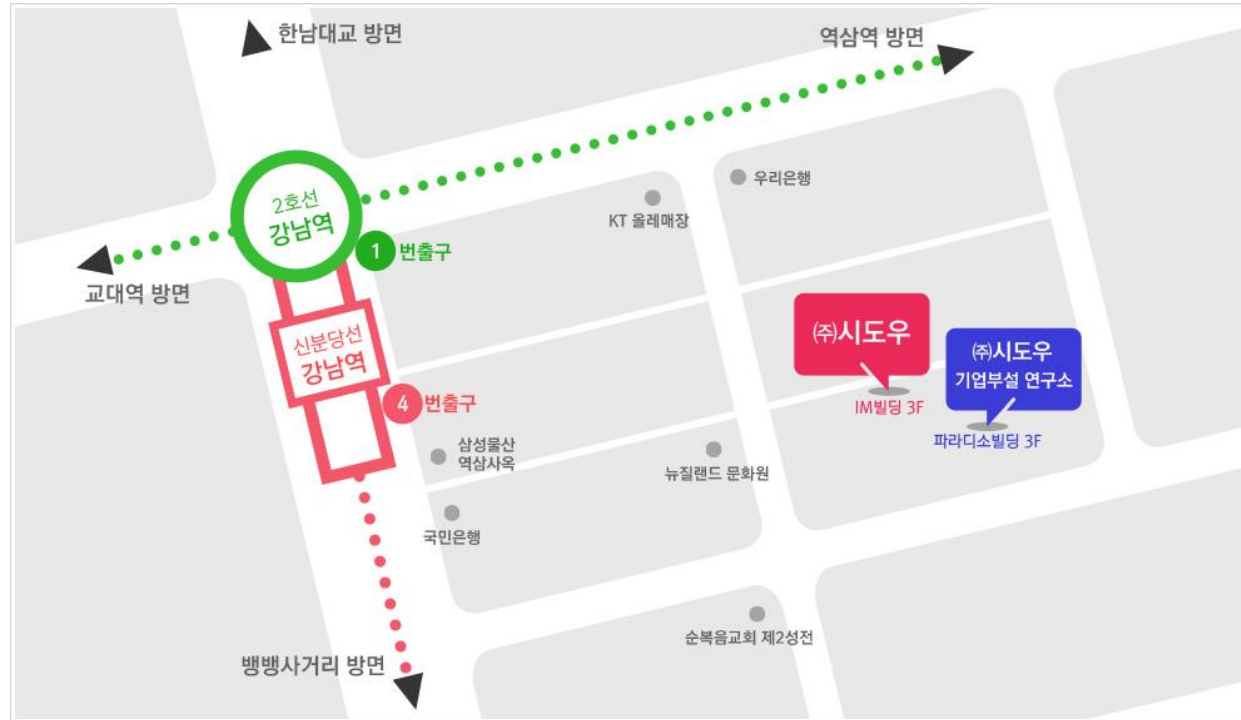 한남대교 방면
역삼역 방면
우리은행
KT 올레매장
2호선
강남역
1 번출구
교대역 방면
신분당선
강남역
㈜시도우
㈜시도우
기업부설 연구소
4 번출구
IM빌딩 3F
파라디소빌딩 3F
삼성물산
역삼사옥
뉴질랜드 문화원
국민은행
순복음교회 제2성전
뱅뱅사거리 방면